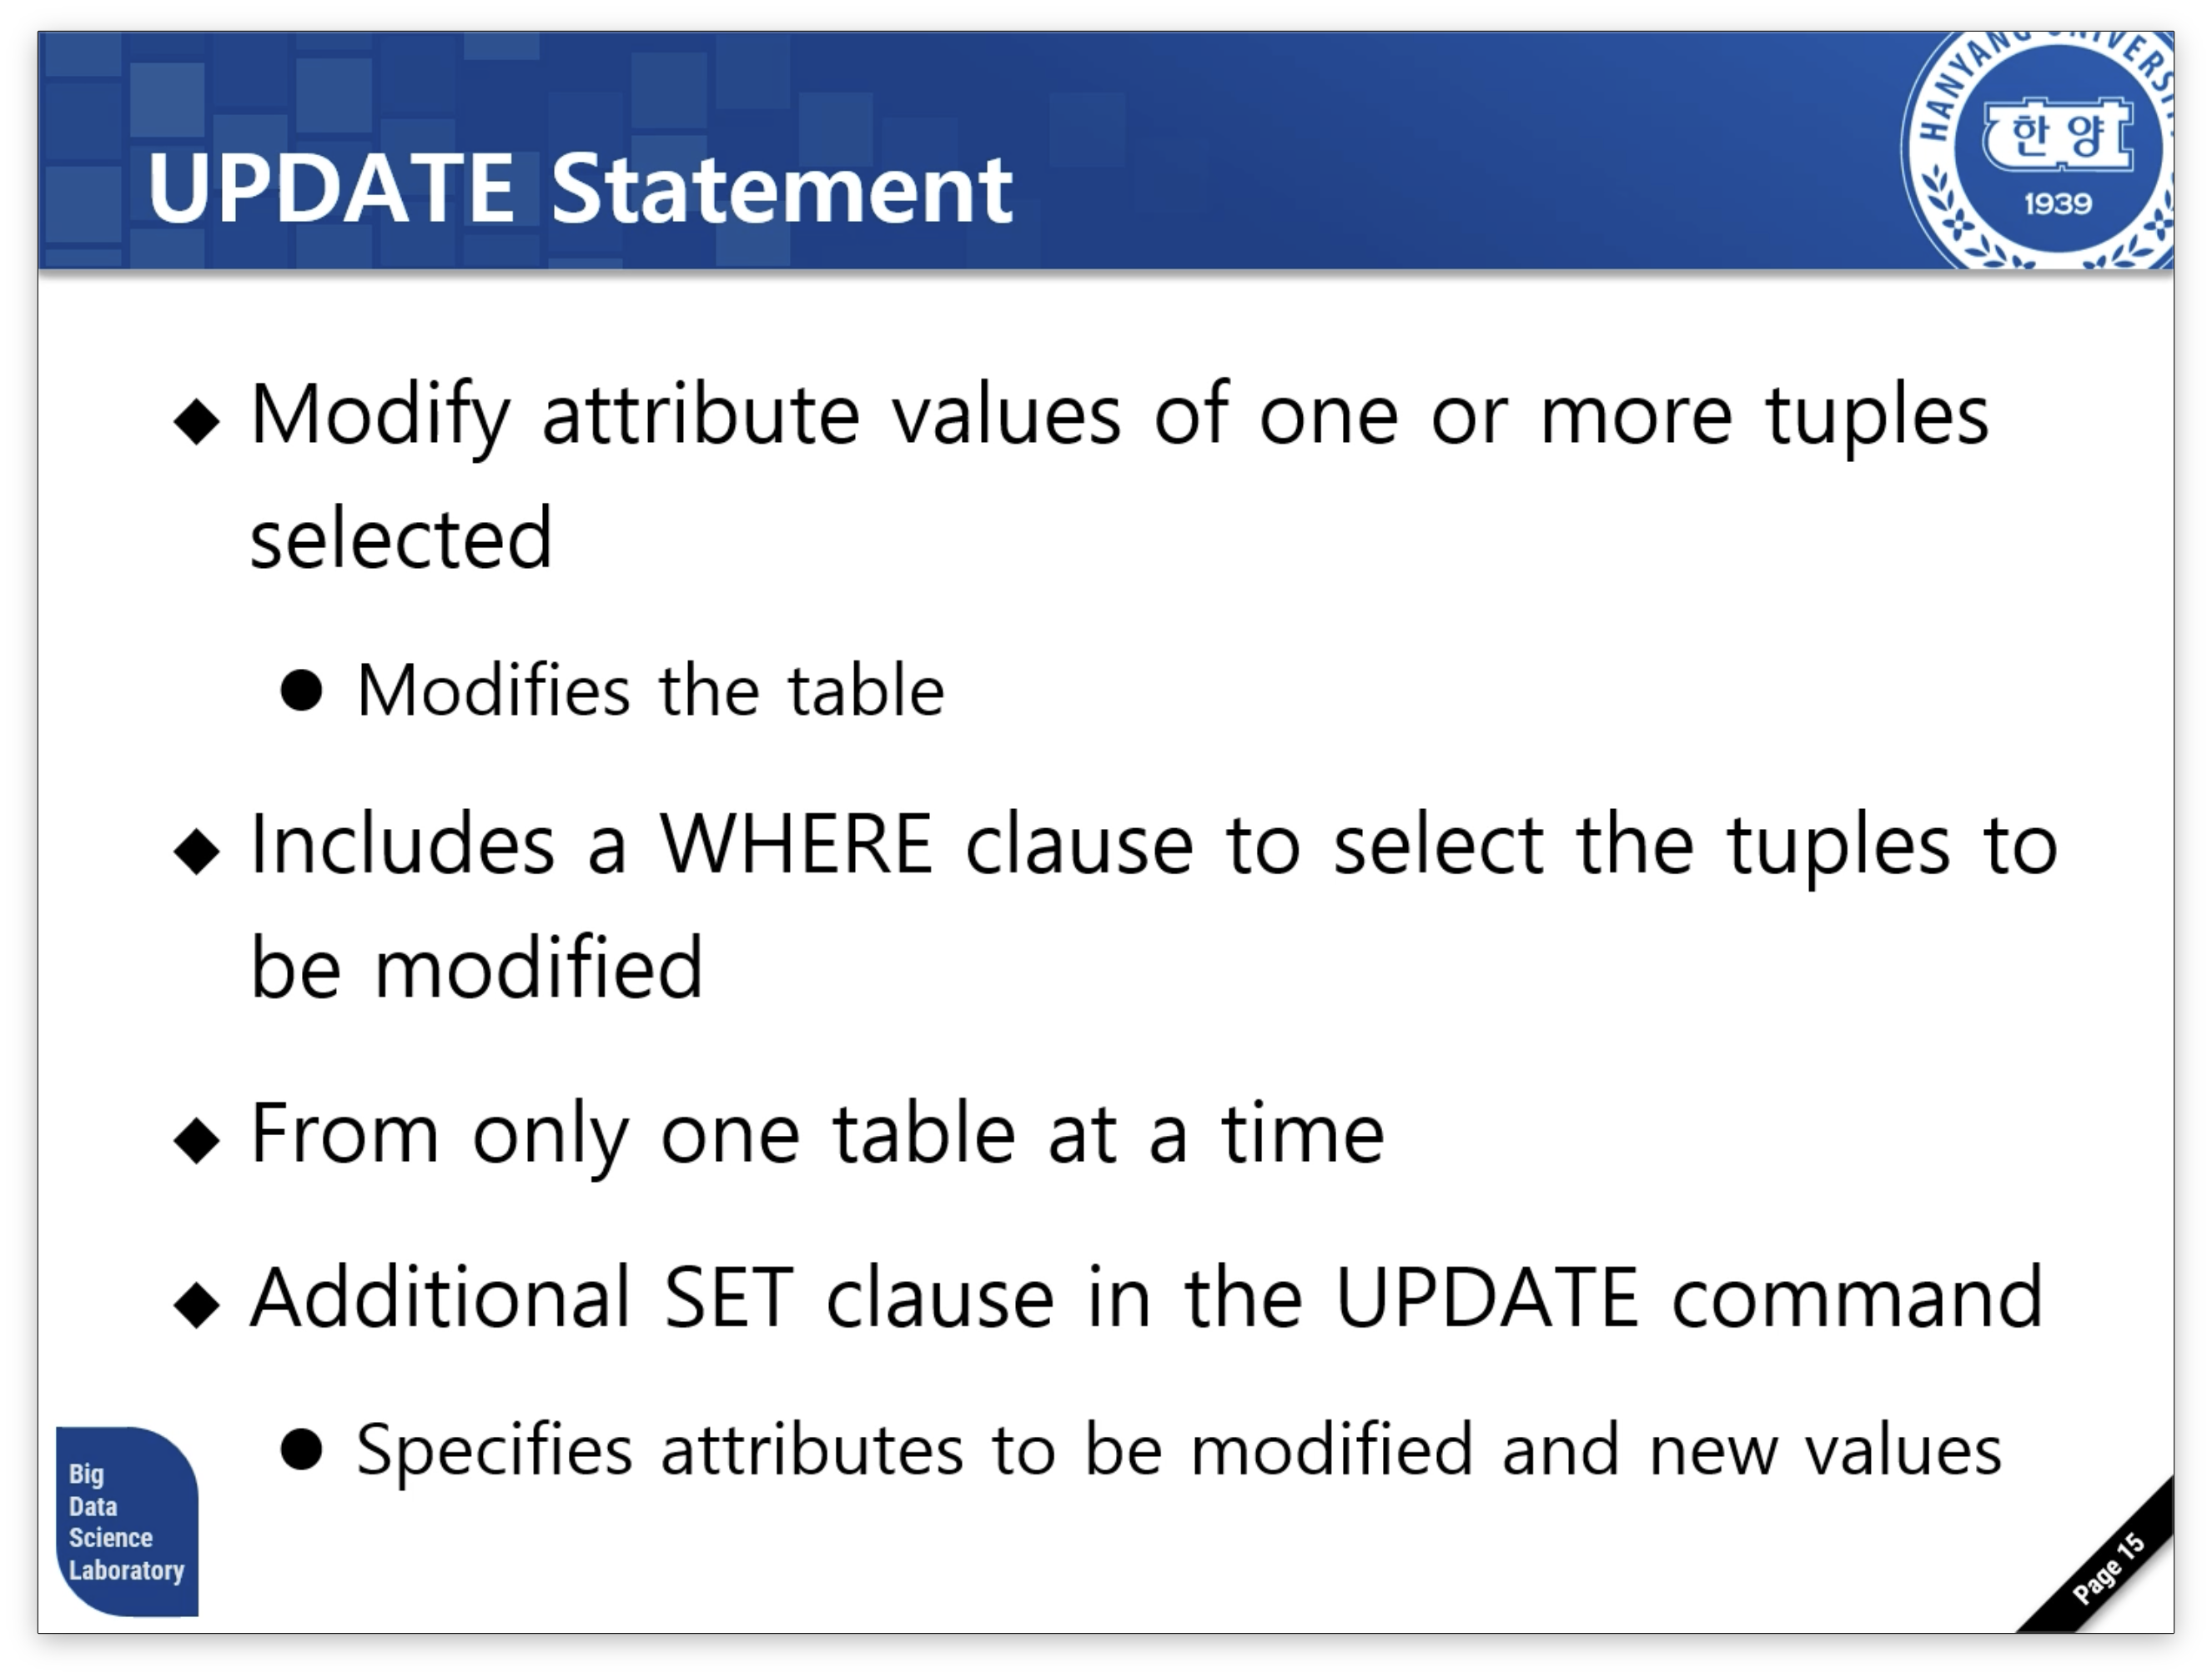 UPDATE Statement
HANYANG UNIVERSI
한양
1939
◆ Modify attribute values of one or more tuples
selected
● Modifies the table
◆ Includes a WHERE clause to select the tuples to
be modified
◆ From only one table at a time
◆ Additional SET clause in the UPDATE command
● Specifies attributes to be modified and new values
Big
Data
Science
Laboratory
Page 15